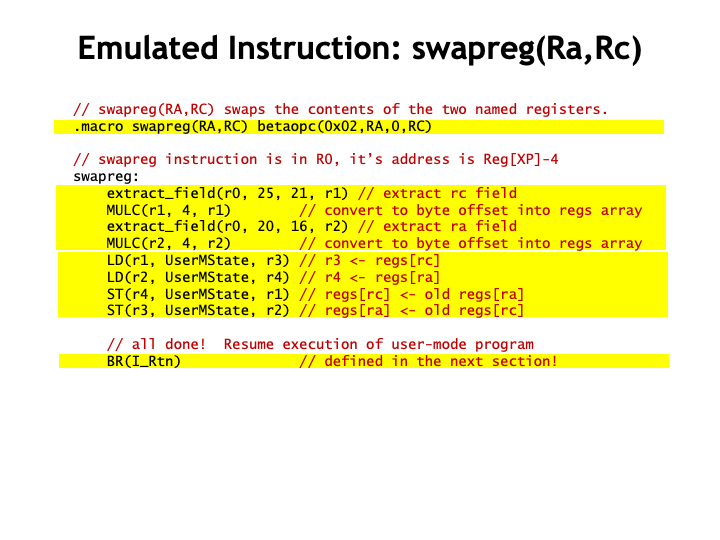 Emulated Instruction: swapreg(Ra,Rc)
// swapreg(RA,RC) swaps the contents of the two named registers.
.macro swapreg(RA,RC) betaopc(0x02,RA,0,RC)
// swapreg instruction is in R0, it’s address is Reg[XP]-4
swapreg:
extract_field(r0, 25, 21, r1) // extract rc field
MULC(r1, 4, r1) // convert to byte offset into regs array
extract_field(r0, 20, 16, r2) // extract ra field
MULC(r2, 4, r2) // convert to byte offset into regs array
LD(r1, UserMState, r3) // r3 <- regs[rc]
LD(r2, UserMState, r4) // r4 <- regs[ra]
ST(r4, UserMState, r1) // regs[rc] <- old regs[ra]
ST(r3, UserMState, r2) // regs[ra] <- old regs[rc]
// all done! Resume execution of user-mode program
BR(I_Rtn) // defined in the next section!